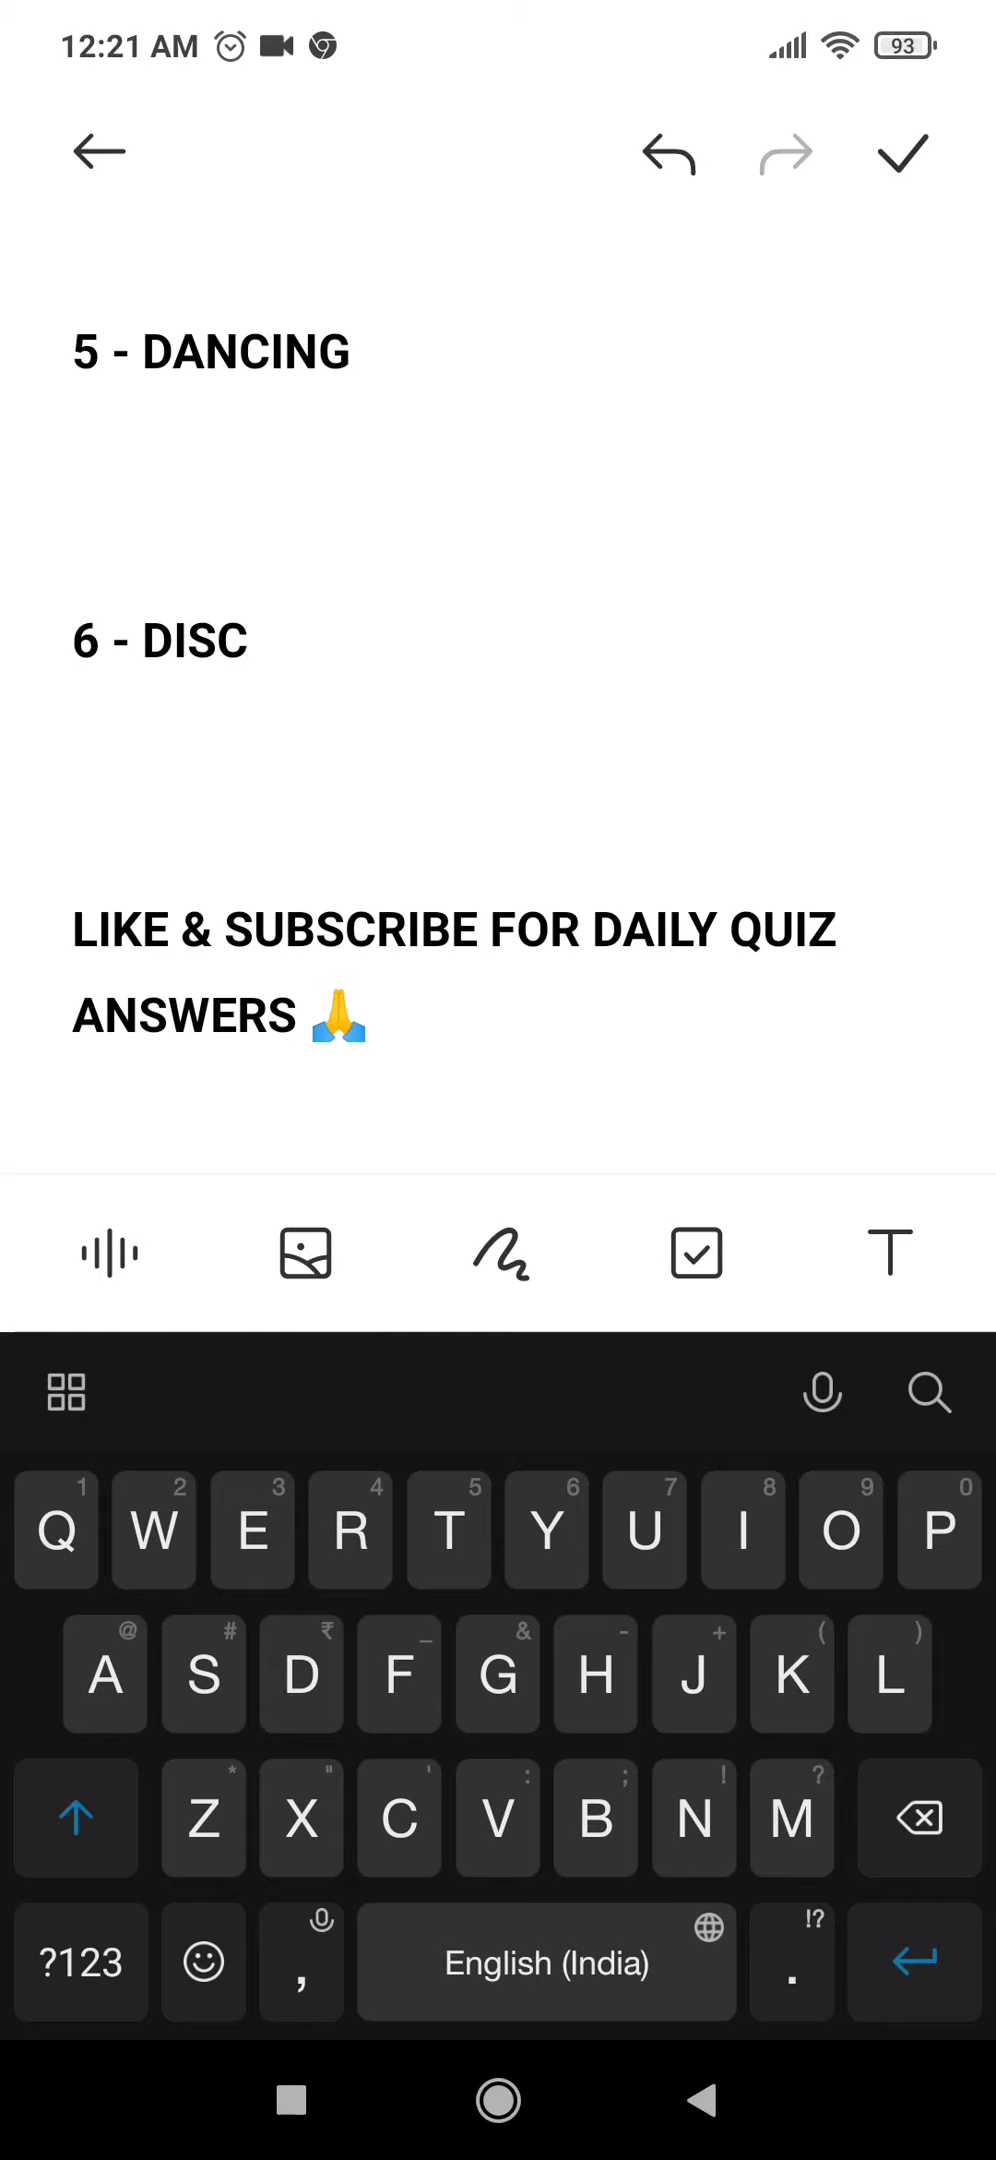 12:21 AM 93
5 - DANCING
6 - DISC
LIKE & SUBSCRIBE FOR DAILY QUIZ
ANSWERS 🙏
1 2 3 4 5 6 7 8 9 0
Q W E R T Y U I O P
@ # ₹ _ & - + ( )
A S D F G H J K L
* " ' : ; ! ?
Z X C V B N M
!?
?123 , English (India) .